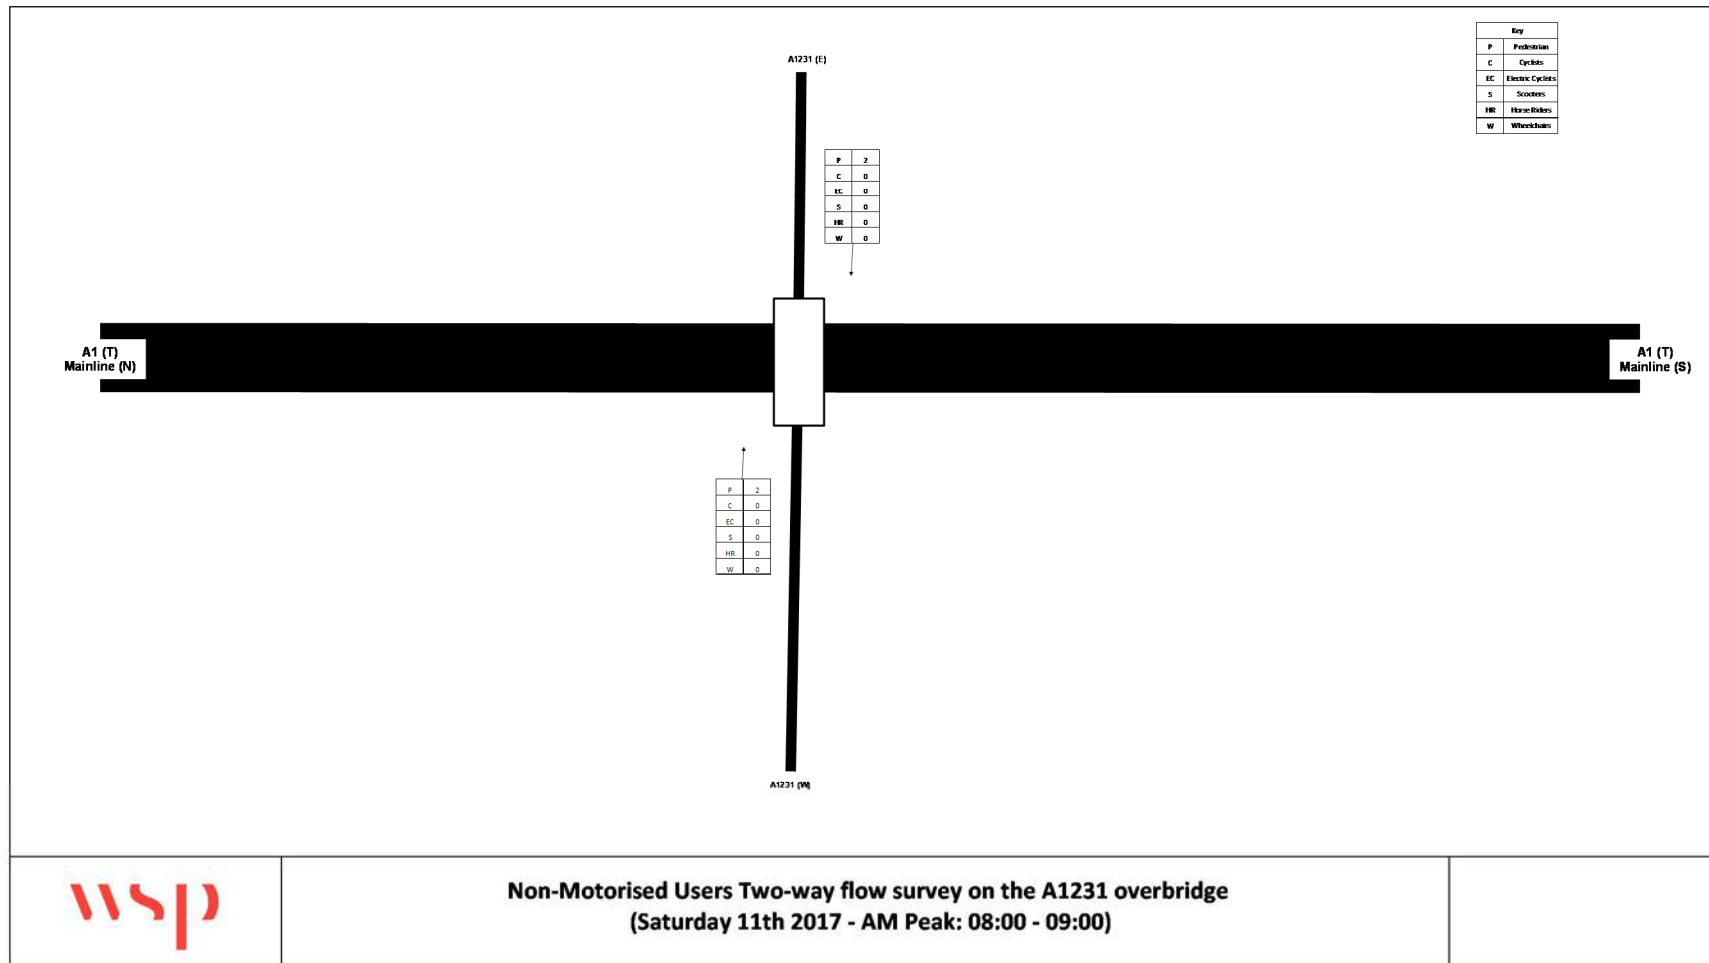 A1231 (E)
Key
P Pedestrian
C Cyclists
EC Electric Cyclists
S Scooters
HR Horse Riders
W Wheelchairs
P 2
C 0
EC 0
S 0
HR 0
W 0
A1 (T)
Mainline (N)
A1 (T)
Mainline (S)
P 2
C 0
EC 0
S 0
HR 0
W 0
A1231 (W)
wsp
Non-Motorised Users Two-way flow survey on the A1231 overbridge
(Saturday 11th 2017 - AM Peak: 08:00 - 09:00)